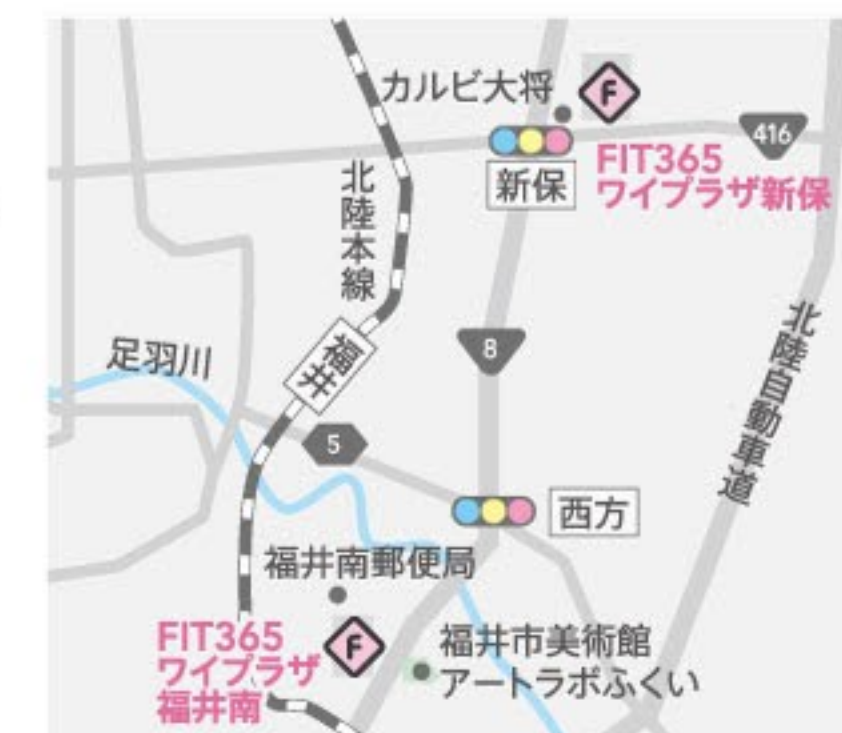 カルビ大将
F
416
新保
FIT365
ワイプラザ新保
北陸本線
8
北陸自動車道
足羽川
福井
5
西方
福井南郵便局
F
FIT365
ワイプラザ
福井南
福井市美術館
アートラボふくい